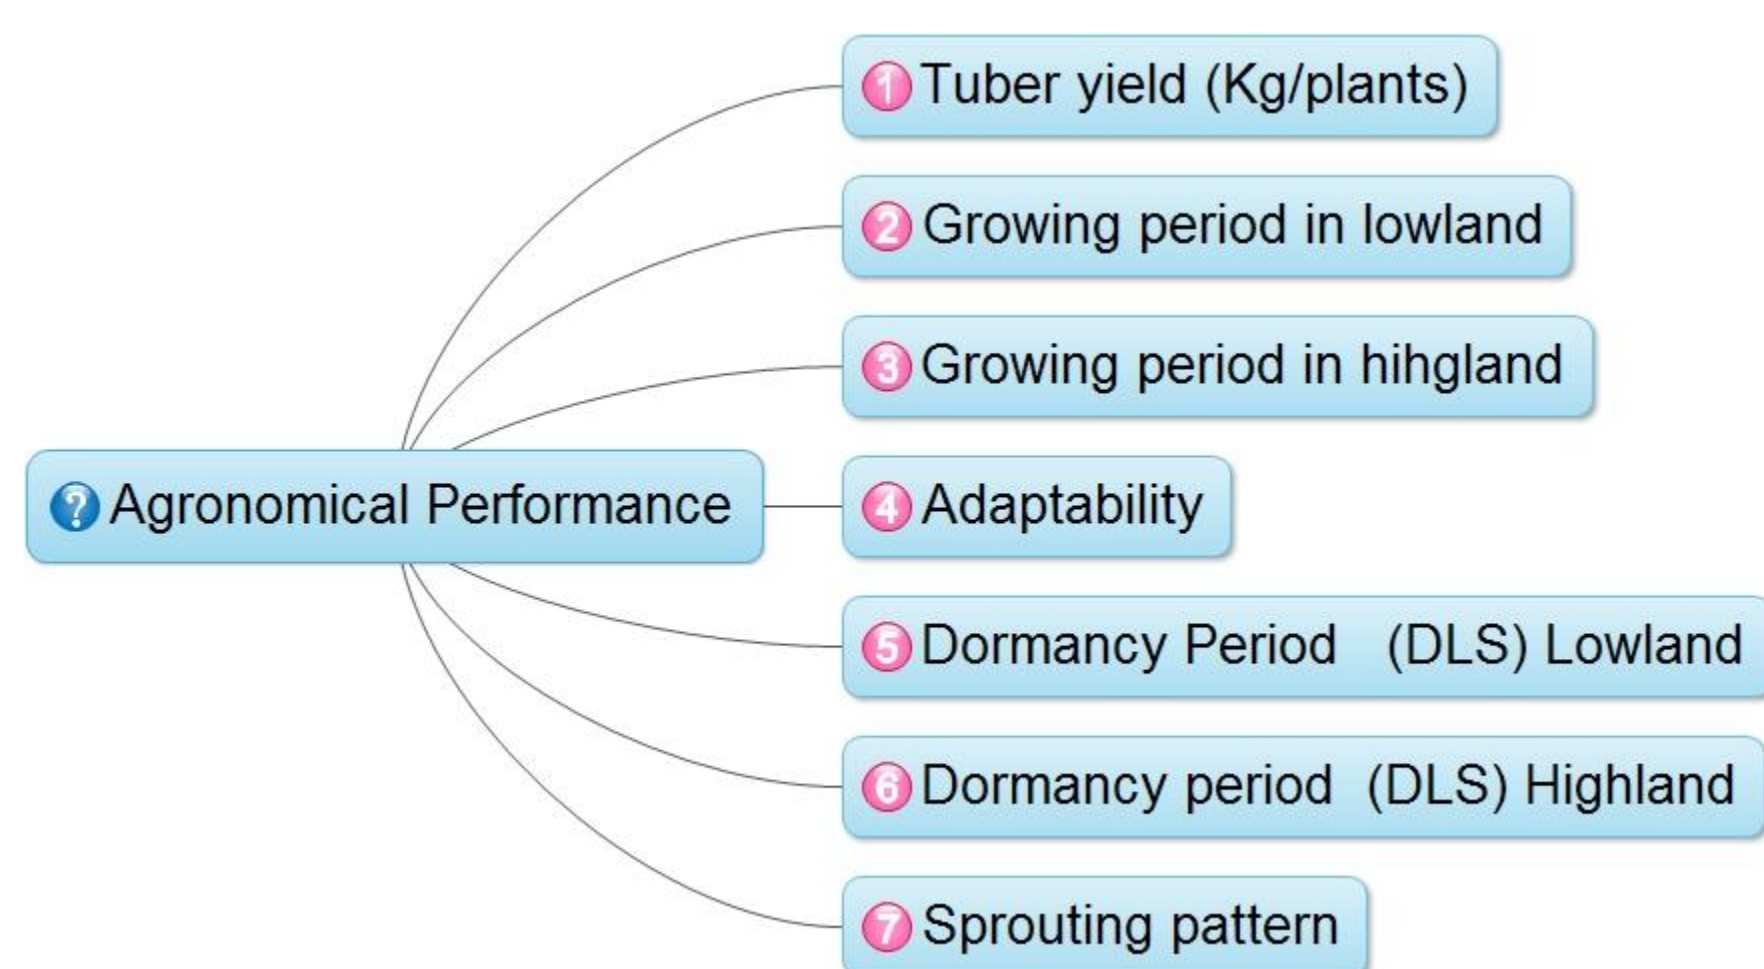 1 Tuber yield (Kg/plants)
2 Growing period in lowland
3 Growing period in hihgland
? Agronomical Performance
4 Adaptability
5 Dormancy Period (DLS) Lowland
6 Dormancy period (DLS) Highland
7 Sprouting pattern